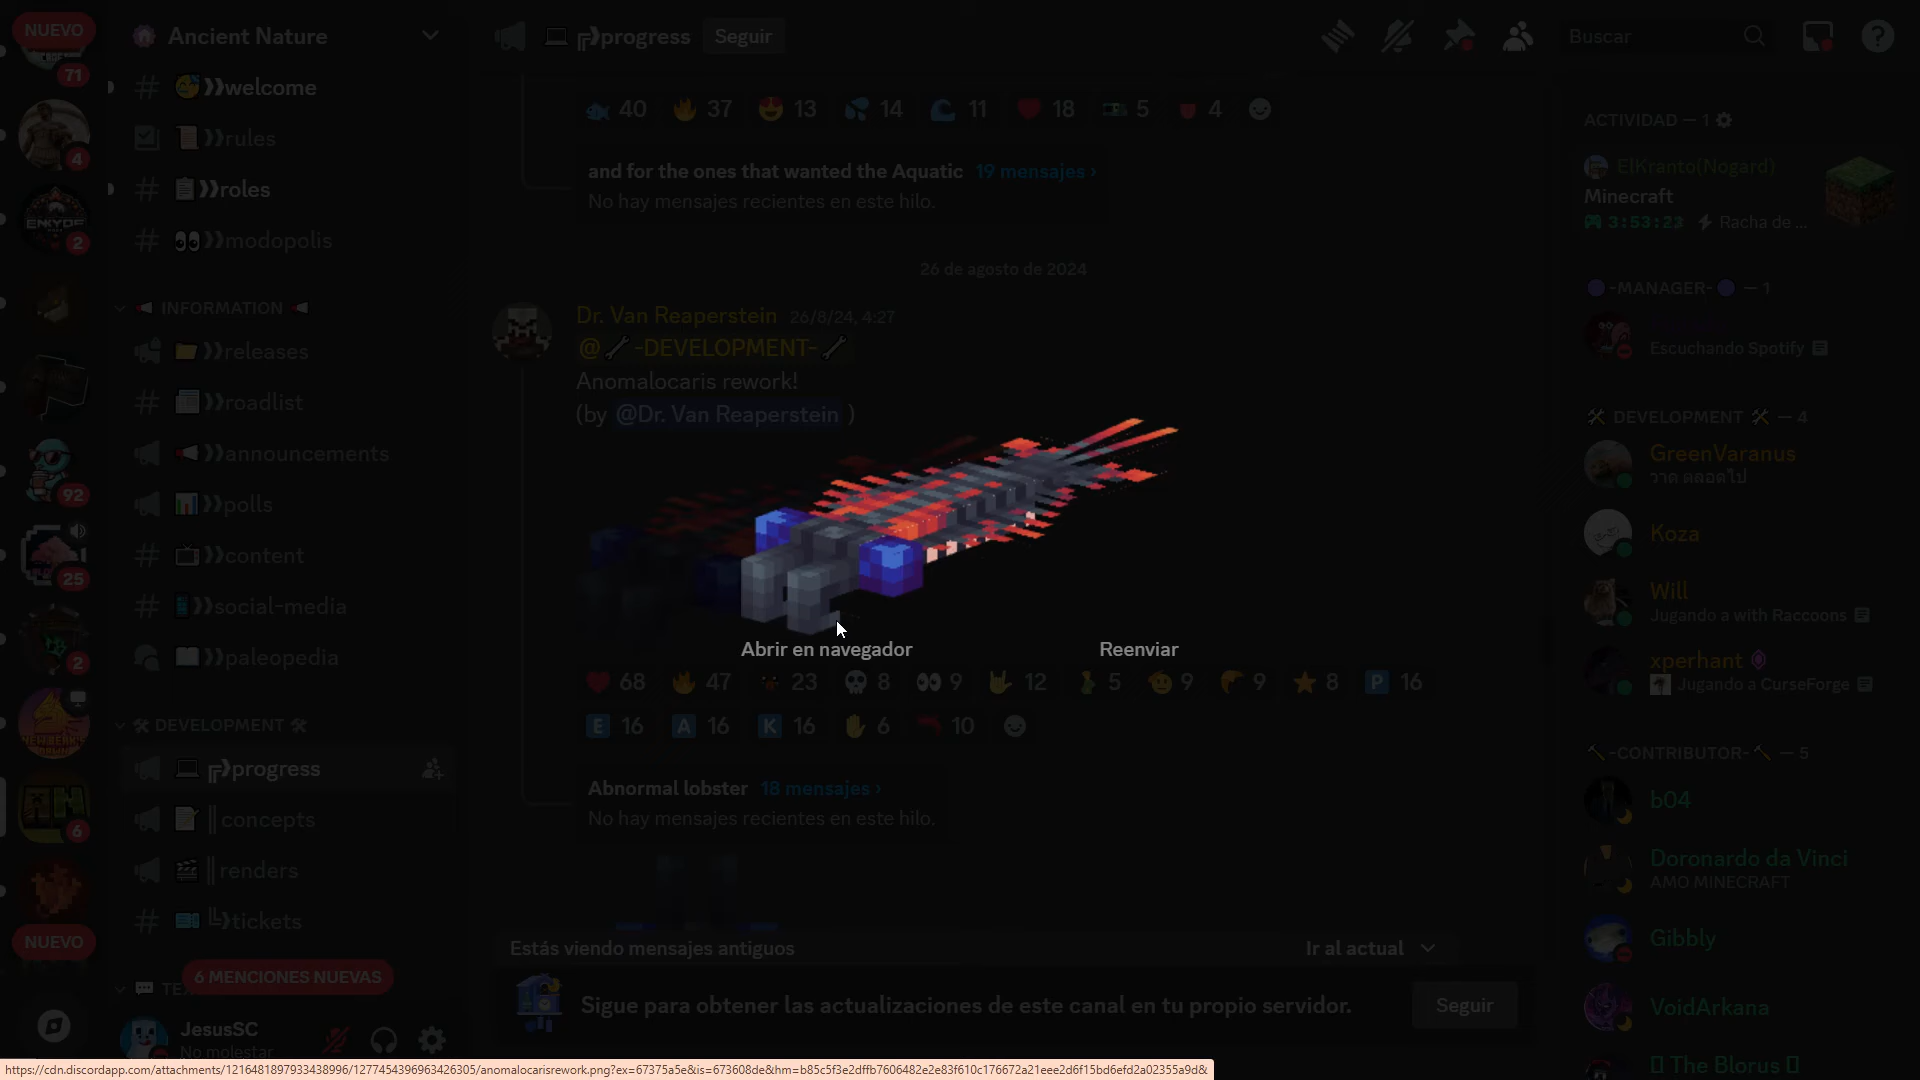 NUEVO
71
4
ENKYDE
2
92
25
2
6
NUEVO
Ancient Nature
welcome
rules
roles
modopolis
INFORMATION
releases
roadlist
announcements
polls
content
social-media
paleopedia
DEVELOPMENT
progress
concepts
renders
tickets
6 MENCIONES NUEVAS
JesusSC
No molestar
progress
Seguir
Buscar
40 37 13 14 11 18 5 4
and for the ones that wanted the Aquatic 19 mensajes ›
No hay mensajes recientes en este hilo.
26 de agosto de 2024
Dr. Van Reaperstein 26/8/24, 4:27
@ -DEVELOPMENT-
Anomalocaris rework!
(by @Dr. Van Reaperstein )
Abrir en navegador
Reenviar
68 47 23 8 9 12 5 9 9 8 P 16
E 16 A 16 K 16 6 10
Abnormal lobster 18 mensajes ›
No hay mensajes recientes en este hilo.
Estás viendo mensajes antiguos
Ir al actual
Sigue para obtener las actualizaciones de este canal en tu propio servidor.
Seguir
ACTIVIDAD — 1
ElKranto(Nogard)
Minecraft
3:53:23 Racha de ...
-MANAGER- — 1
Escuchando Spotify
DEVELOPMENT — 4
GreenVaranus
Koza
Will
Jugando a with Raccoons
xperhant
Jugando a CurseForge
-CONTRIBUTOR- — 5
b04
Doronardo da Vinci
AMO MINECRAFT
Gibbly
VoidArkana
The Blorus
https://cdn.discordapp.com/attachments/1216481897933438996/1277454396963426305/anomalocarisrework.png?ex=67375a5e&is=673608de&hm=b85c5f3e2dffb7606482e2e83f610c176672a21eee2d6f15bd6efd2a02355a9d&